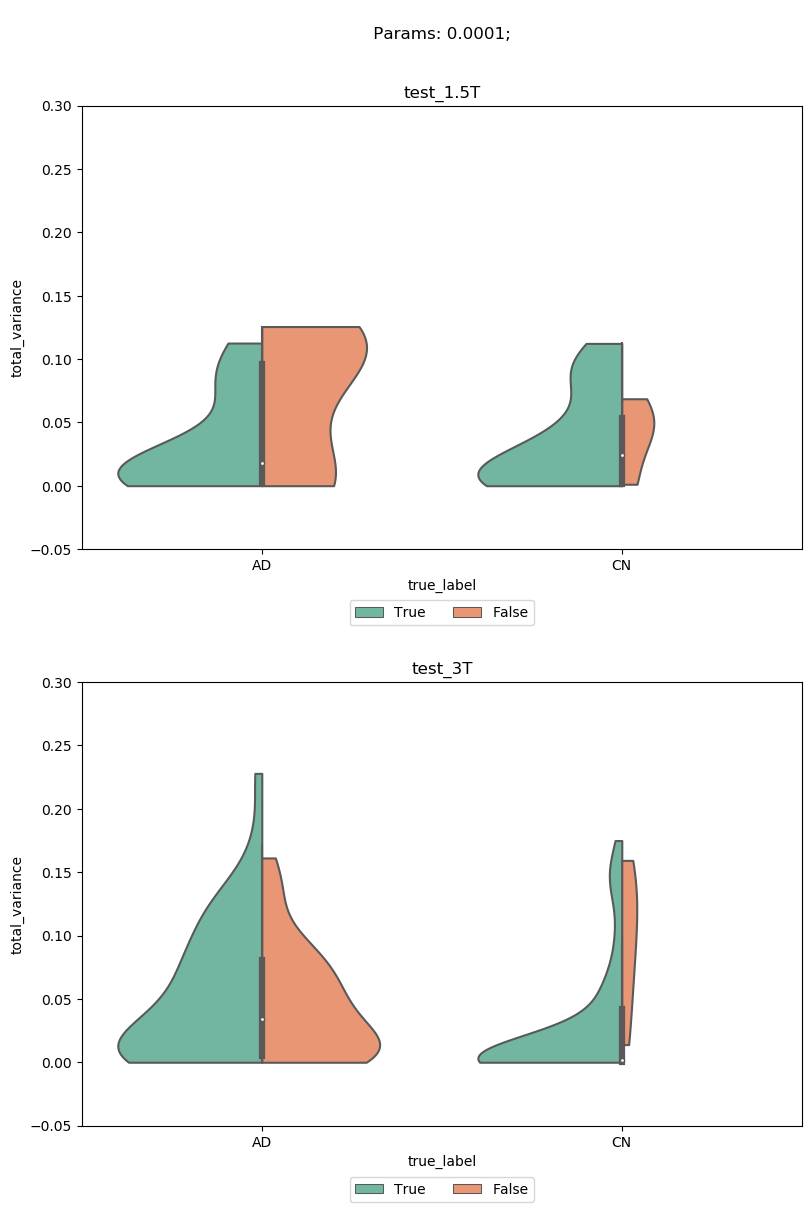 Params: 0.0001;
test_1.5T
0.30
0.25
0.20
0.15
0.10
0.05
0.00
−0.05
total_variance
AD
CN
true_label
True
False
test_3T
0.30
0.25
0.20
0.15
0.10
0.05
0.00
−0.05
total_variance
AD
CN
true_label
True
False